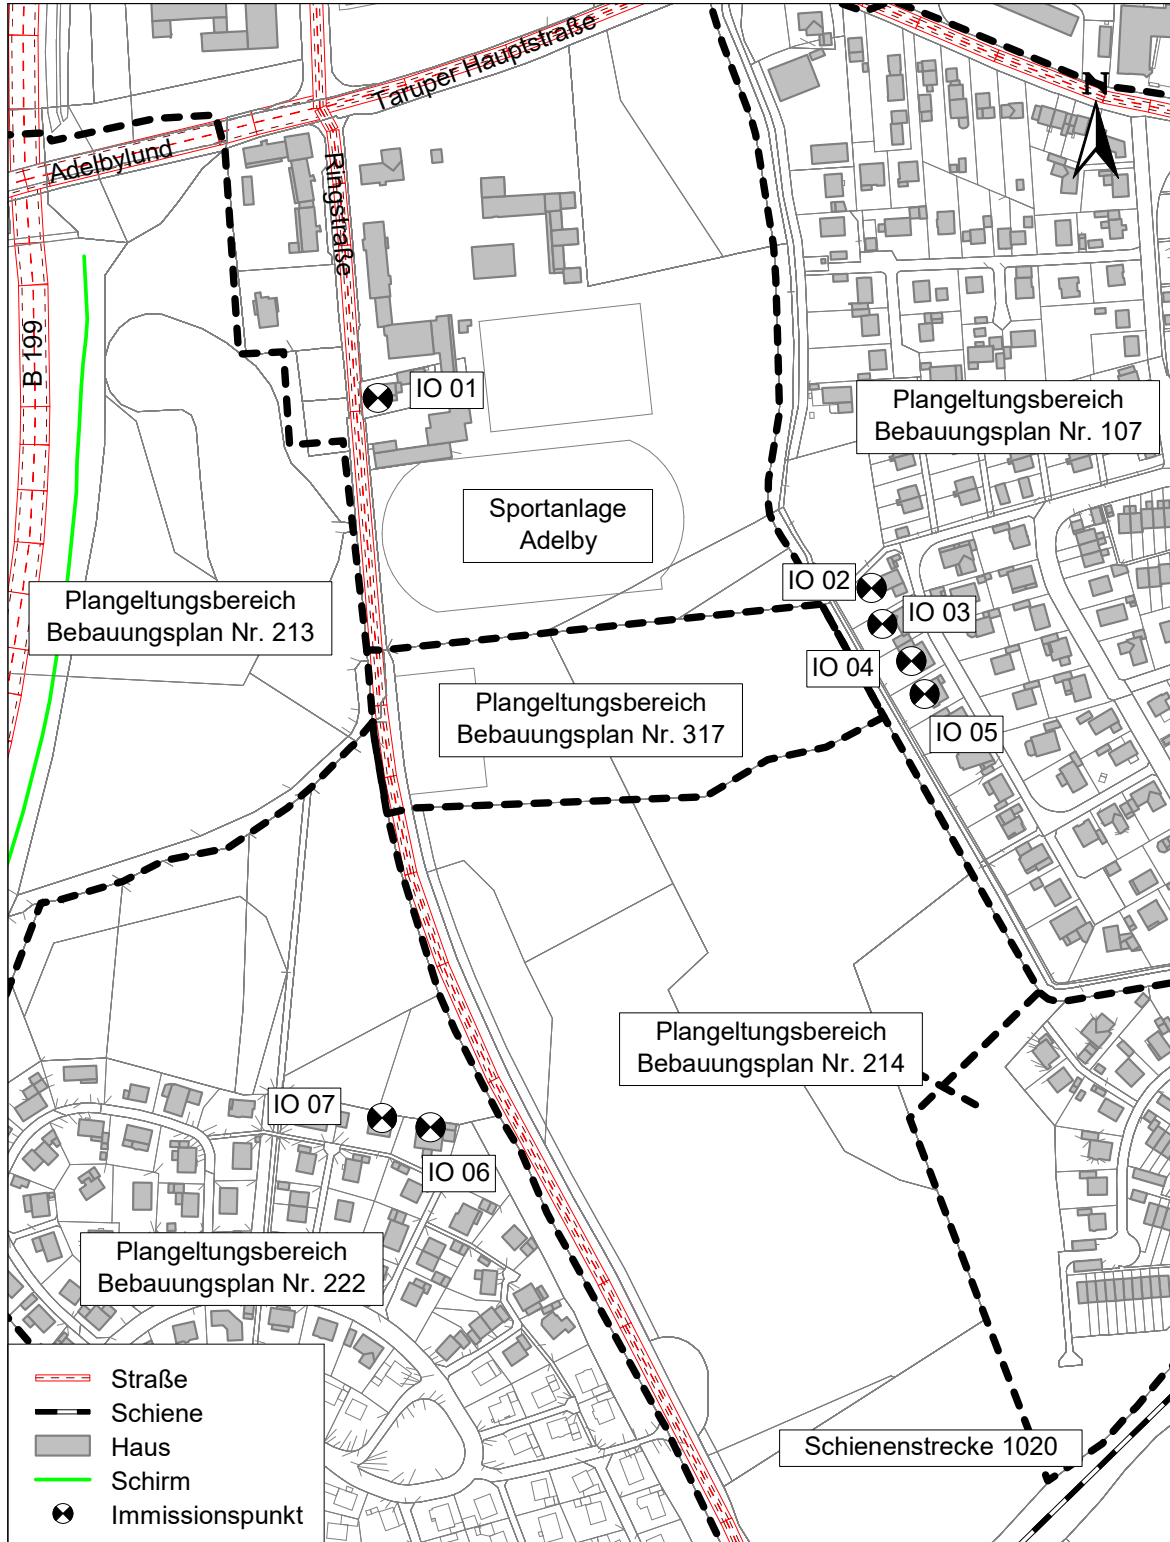 Taruper Hauptstraße
N
Adelbylund
Ringstraße
B 199
IO 01
Plangeltungsbereich
Bebauungsplan Nr. 107
Sportanlage
Adelby
IO 02
Plangeltungsbereich
Bebauungsplan Nr. 213
IO 03
IO 04
Plangeltungsbereich
Bebauungsplan Nr. 317
IO 05
Plangeltungsbereich
Bebauungsplan Nr. 214
IO 07
IO 06
Plangeltungsbereich
Bebauungsplan Nr. 222
Straße
Schiene
Haus
Schirm
Immissionspunkt
Schienenstrecke 1020